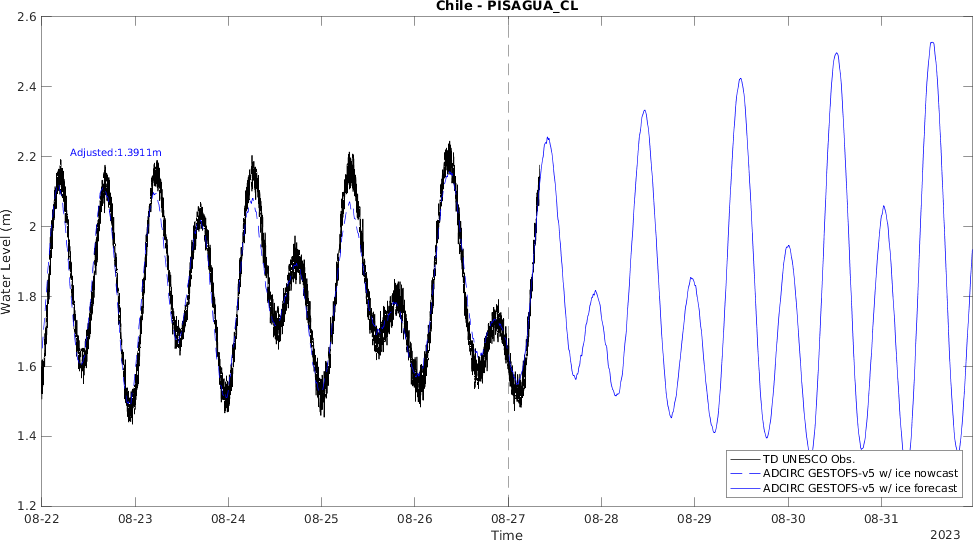 Chile - PISAGUA_CL
2.6
2.4
2.2
2
1.8
1.6
1.4
1.2
Water Level (m)
Adjusted:1.3911m
TD UNESCO Obs.
ADCIRC GESTOFS-v5 w/ ice nowcast
ADCIRC GESTOFS-v5 w/ ice forecast
08-22 08-23 08-24 08-25 08-26 08-27 08-28 08-29 08-30 08-31
Time
2023